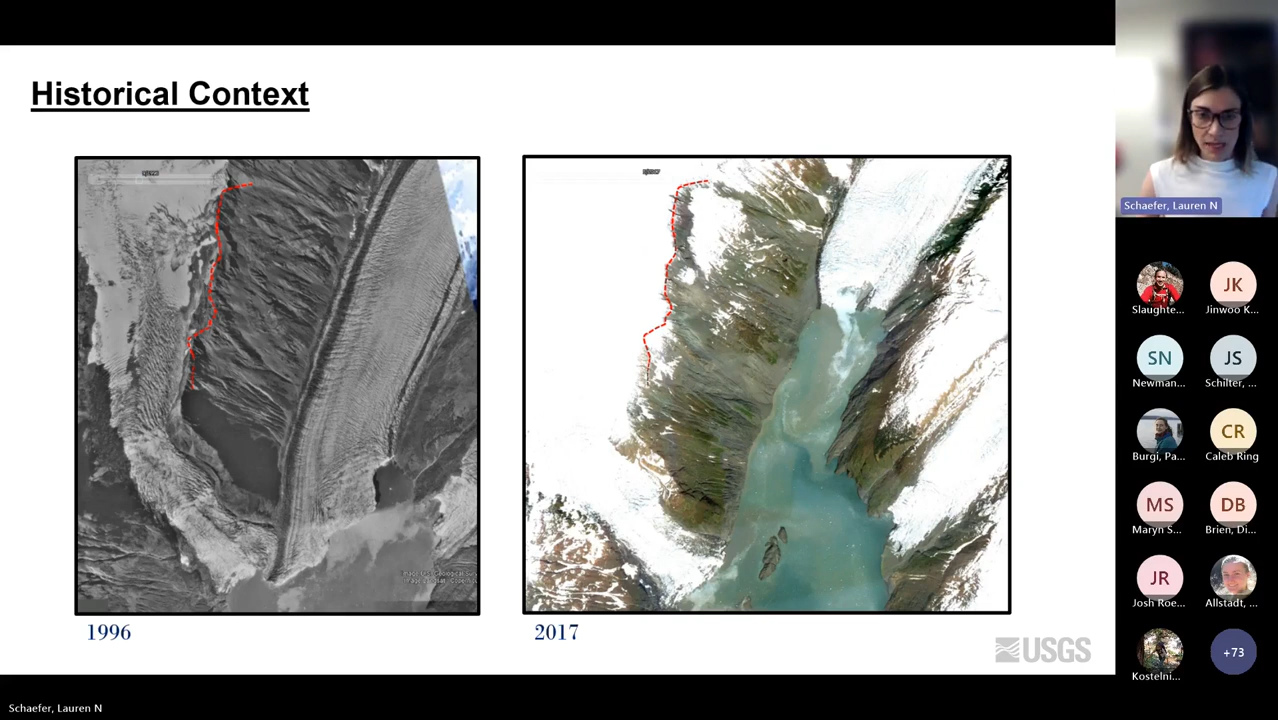 Historical Context
1996
2017
USGS
Schaefer, Lauren N
Slaughte...
JK
Jinwoo K...
SN
Newman...
JS
Schilter, ...
Burgi, Pa...
CR
Caleb Ring
MS
Maryn S...
DB
Brien, Di...
JR
Josh Roe...
Allstadt, ...
Kostelni...
+73
Schaefer, Lauren N